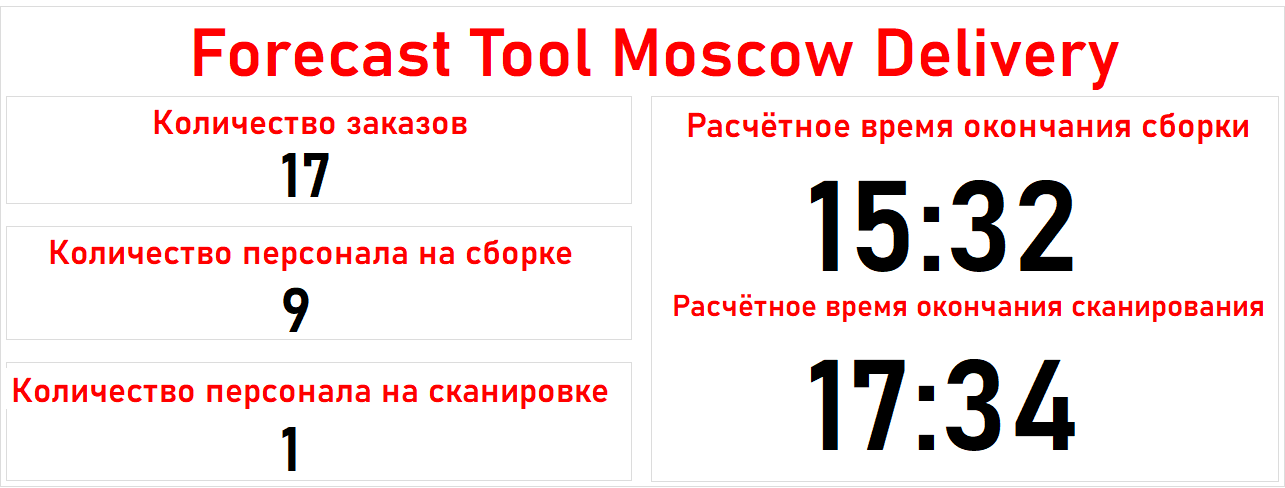 Forecast Tool Moscow Delivery
Количество заказов
17
Количество персонала на сборке
9
Количество персонала на сканировке
1
Расчётное время окончания сборки
15:32
Расчётное время окончания сканирования
17:34